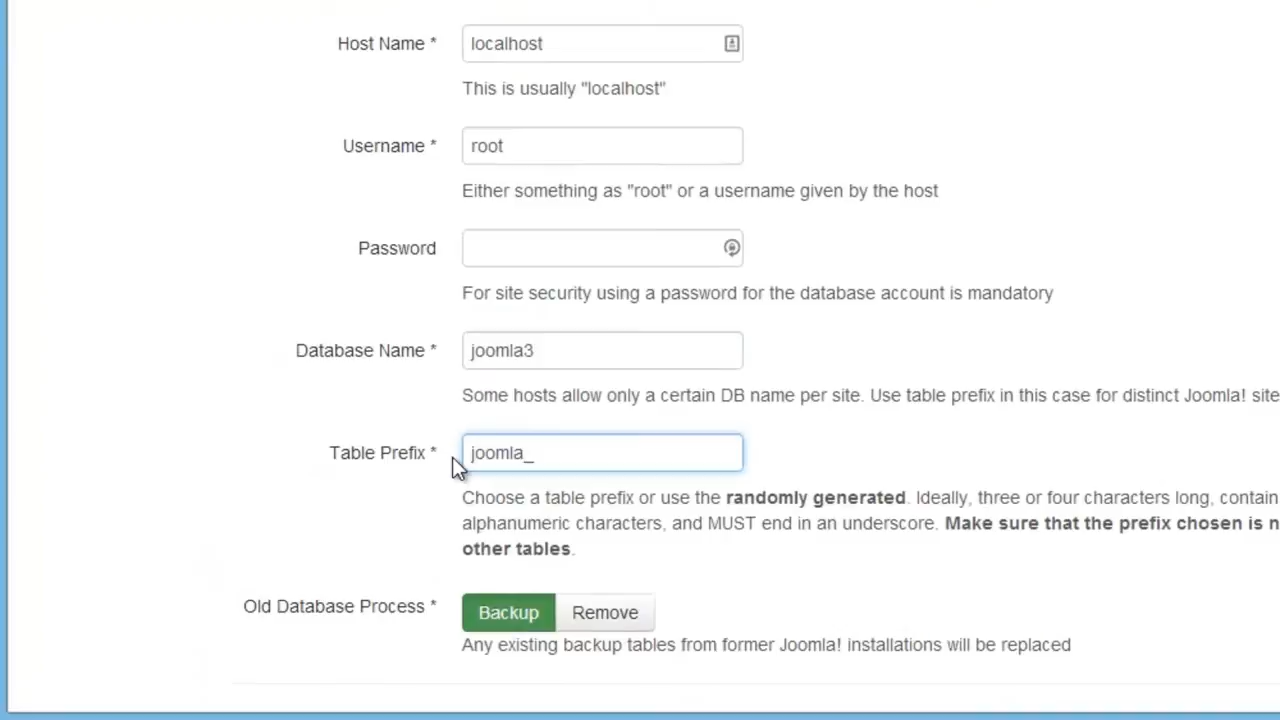 Host Name * localhost
This is usually "localhost"
Username * root
Either something as "root" or a username given by the host
Password
For site security using a password for the database account is mandatory
Database Name * joomla3
Some hosts allow only a certain DB name per site. Use table prefix in this case for distinct Joomla! site
Table Prefix * joomla_
Choose a table prefix or use the randomly generated. Ideally, three or four characters long, contain
alphanumeric characters, and MUST end in an underscore. Make sure that the prefix chosen is
other tables.
Old Database Process * Backup Remove
Any existing backup tables from former Joomla! installations will be replaced